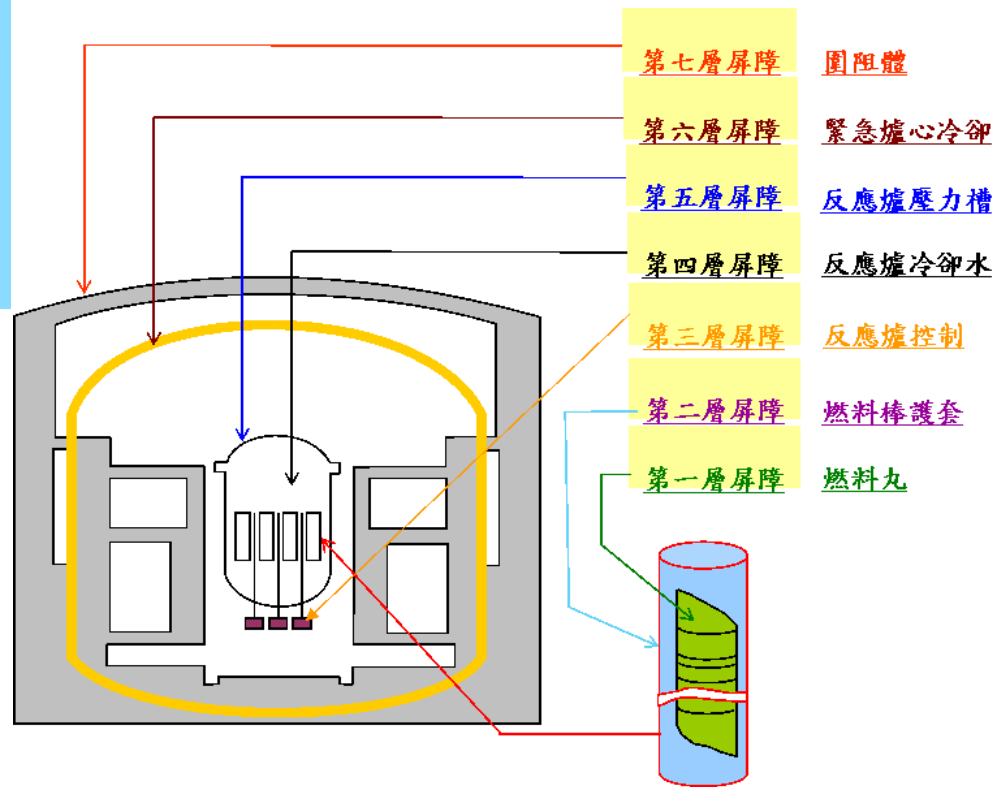 第七層屏障 圍阻體
第六層屏障 緊急爐心冷卻
第五層屏障 反應爐壓力槽
第四層屏障 反應爐冷卻水
第三層屏障 反應爐控制
第二層屏障 燃料棒護套
第一層屏障 燃料丸